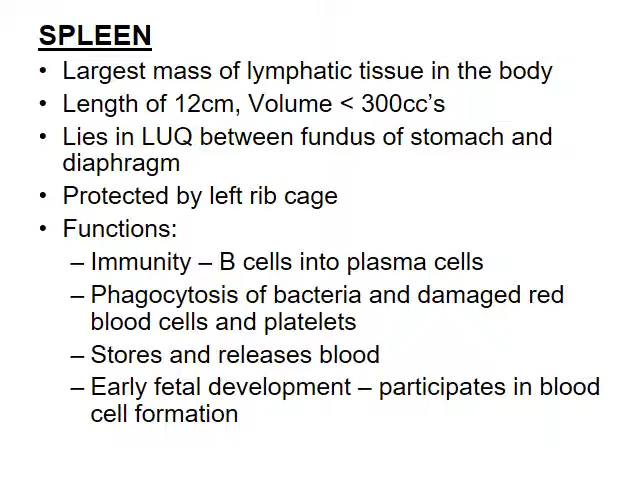 SPLEEN
• Largest mass of lymphatic tissue in the body
• Length of 12cm, Volume < 300cc’s
• Lies in LUQ between fundus of stomach and
diaphragm
• Protected by left rib cage
• Functions:
– Immunity – B cells into plasma cells
– Phagocytosis of bacteria and damaged red
blood cells and platelets
– Stores and releases blood
– Early fetal development – participates in blood
cell formation